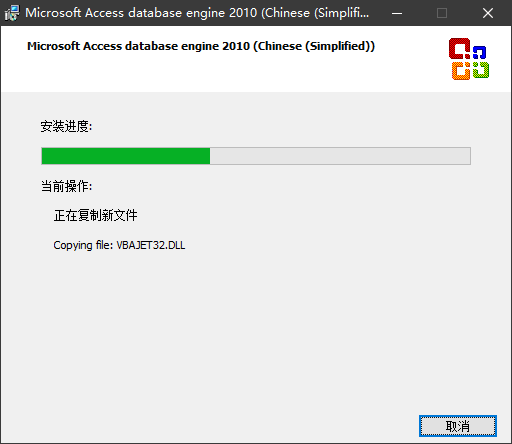 Microsoft Access database engine 2010 (Chinese (Simplifi...
Microsoft Access database engine 2010 (Chinese (Simplified))
安装进度:
当前操作:
正在复制新文件
Copying file: VBAJET32.DLL
取消